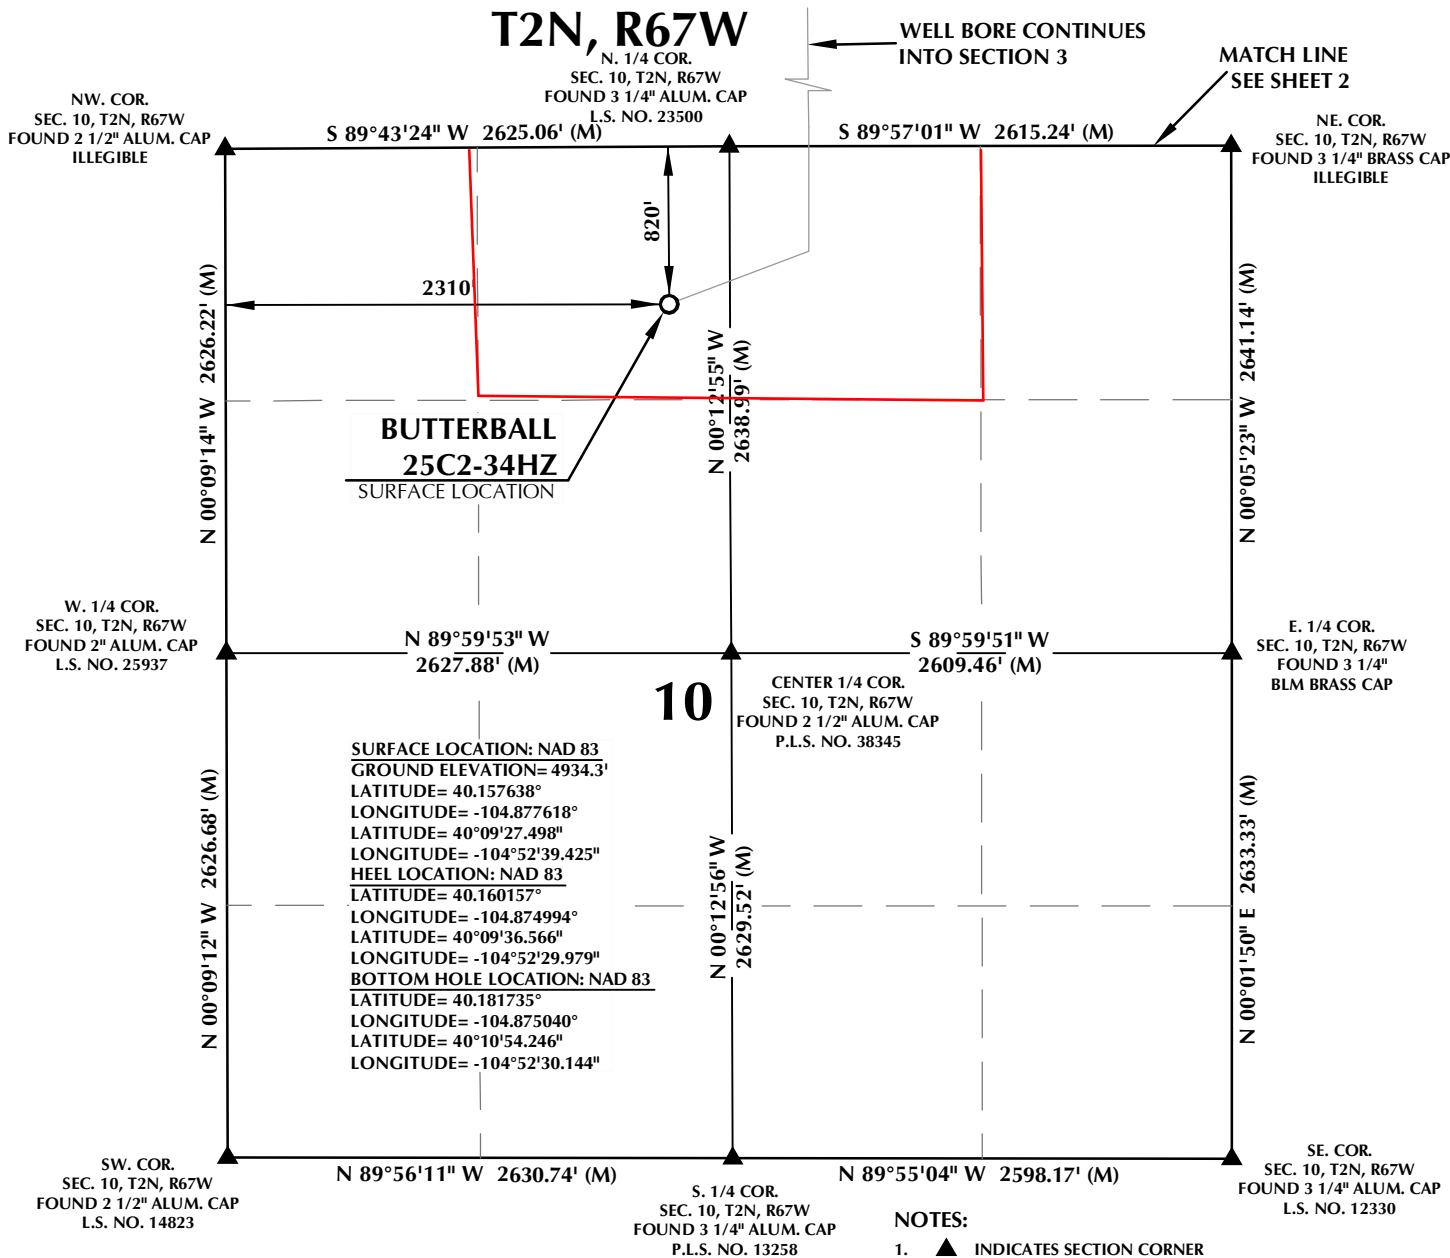 T2N, R67W
WELL BORE CONTINUES
INTO SECTION 3
MATCH LINE
SEE SHEET 2
N. 1/4 COR.
SEC. 10, T2N, R67W
FOUND 3 1/4" ALUM. CAP
L.S. NO. 23500
NW. COR.
SEC. 10, T2N, R67W
FOUND 2 1/2" ALUM. CAP
ILLEGIBLE
NE. COR.
SEC. 10, T2N, R67W
FOUND 3 1/4" BRASS CAP
ILLEGIBLE
S 89°43'24" W 2625.06' (M)
S 89°57'01" W 2615.24' (M)
820'
2310'
N 00°09'14" W 2626.22' (M)
N 00°12'55" W
2638.99' (M)
N 00°05'23" W 2641.14' (M)
BUTTERBALL
25C2-34HZ
SURFACE LOCATION
W. 1/4 COR.
SEC. 10, T2N, R67W
FOUND 2" ALUM. CAP
L.S. NO. 25937
N 89°59'53" W
2627.88' (M)
S 89°59'51" W
2609.46' (M)
E. 1/4 COR.
SEC. 10, T2N, R67W
FOUND 3 1/4"
BLM BRASS CAP
10
CENTER 1/4 COR.
SEC. 10, T2N, R67W
FOUND 2 1/2" ALUM. CAP
P.L.S. NO. 38345
SURFACE LOCATION: NAD 83
GROUND ELEVATION= 4934.3'
LATITUDE= 40.157638°
LONGITUDE= -104.877618°
LATITUDE= 40°09'27.498"
LONGITUDE= -104°52'39.425"
HEEL LOCATION: NAD 83
LATITUDE= 40.160157°
LONGITUDE= -104.874994°
LATITUDE= 40°09'36.566"
LONGITUDE= -104°52'29.979"
BOTTOM HOLE LOCATION: NAD 83
LATITUDE= 40.181735°
LONGITUDE= -104.875040°
LATITUDE= 40°10'54.246"
LONGITUDE= -104°52'30.144"
N 00°09'12" W 2626.68' (M)
N 00°12'56" W
2629.52' (M)
N 00°01'50" E 2633.33' (M)
SW. COR.
SEC. 10, T2N, R67W
FOUND 2 1/2" ALUM. CAP
L.S. NO. 14823
N 89°56'11" W 2630.74' (M)
N 89°55'04" W 2598.17' (M)
SE. COR.
SEC. 10, T2N, R67W
FOUND 3 1/4" ALUM. CAP
L.S. NO. 12330
S. 1/4 COR.
SEC. 10, T2N, R67W
FOUND 3 1/4" ALUM. CAP
P.L.S. NO. 13258
NOTES:
1. ▲ INDICATES SECTION CORNER